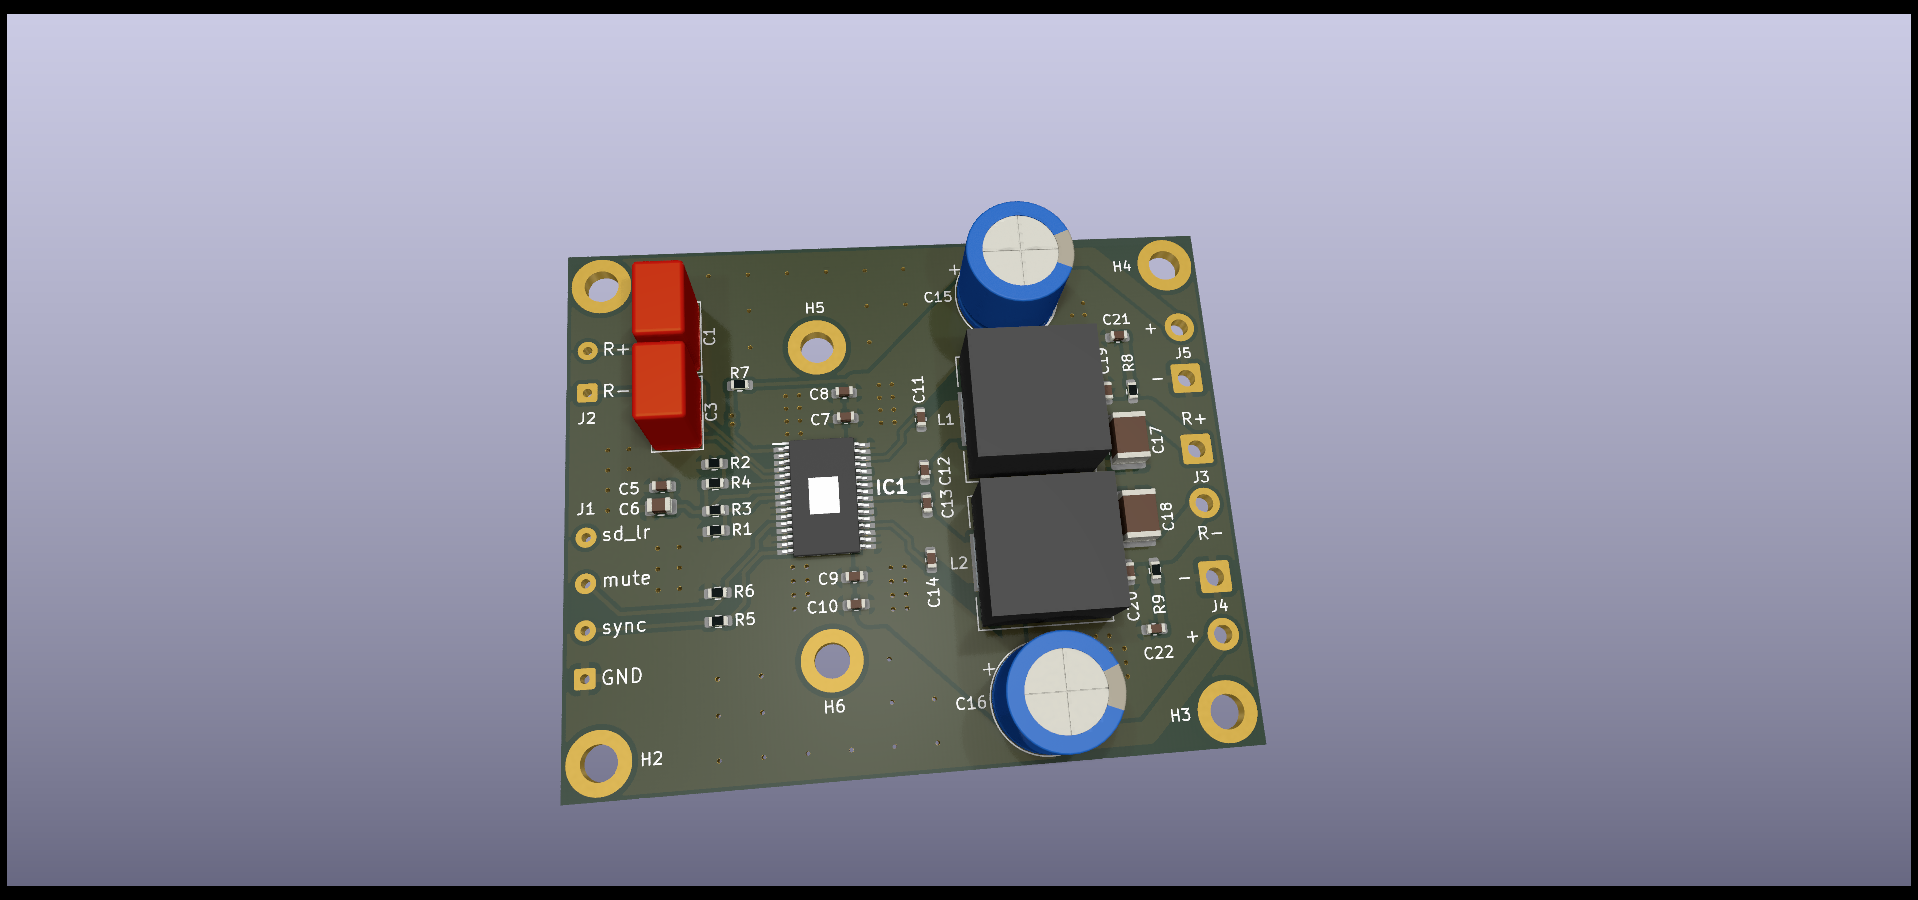 H4
C15
+
H5
C21
+
J5
C1
R+
C19
R8
R7
-
R-
C8
C11
J2
C3
C7
L1
R+
C17
R2
C12
J3
R4
C5
IC1
C13
C18
J1
C6
R3
sd_lr
R1
R-
L2
mute
C9
C14
-
R6
C20
R9
C10
J4
sync
R5
+
C22
+
GND
C16
H6
H3
H2